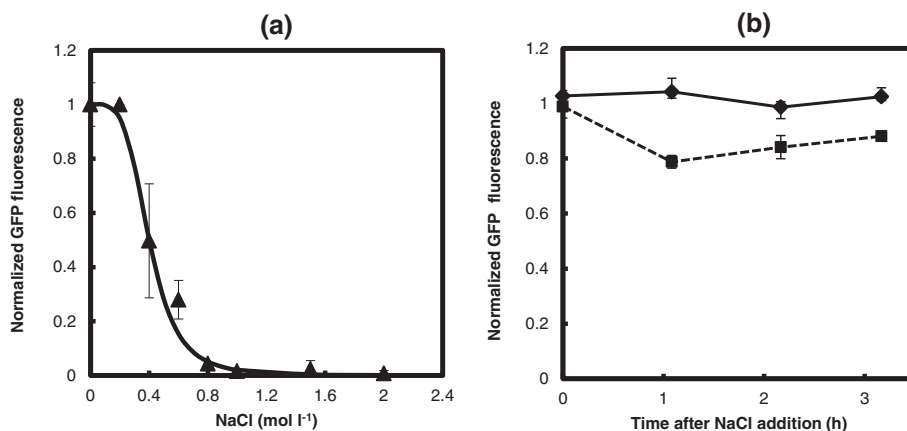 (a)
1.2
1
0.8
0.6
0.4
0.2
0
Normalized GFP fluorescence
0 0.4 0.8 1.2 1.6 2 2.4
NaCl (mol l-1)
(b)
1.2
1
0.8
0.6
0.4
0.2
0
Normalized GFP fluorescence
0 1 2 3
Time after NaCl addition (h)